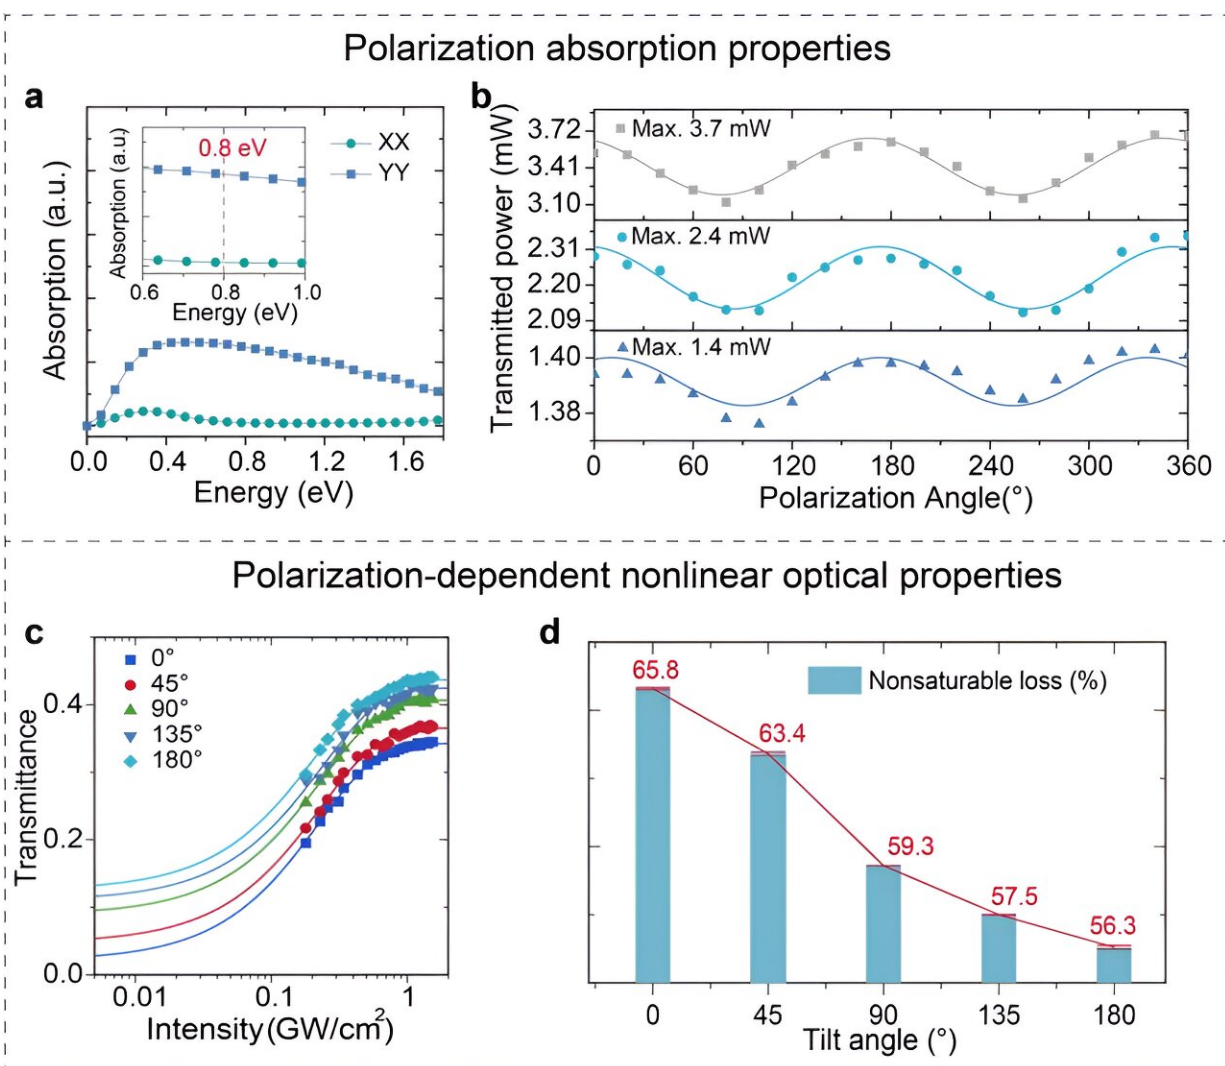 Polarization absorption properties
a
Absorption (a.u.)
0.0 0.4 0.8 1.2 1.6
Energy (eV)
XX
YY
0.8 eV
Absorption (a.u.)
0.6 0.8 1.0
Energy (eV)
b
Transmitted power (mW)
Max. 3.7 mW
3.72
3.41
3.10
Max. 2.4 mW
2.31
2.20
2.09
Max. 1.4 mW
1.40
1.38
0 60 120 180 240 300 360
Polarization Angle(°)
Polarization-dependent nonlinear optical properties
c
Transmittance
0.4
0.2
0.0
0°
45°
90°
135°
180°
0.01 0.1 1
Intensity(GW/cm²)
d
Nonsaturable loss (%)
65.8
63.4
59.3
57.5
56.3
0 45 90 135 180
Tilt angle (°)